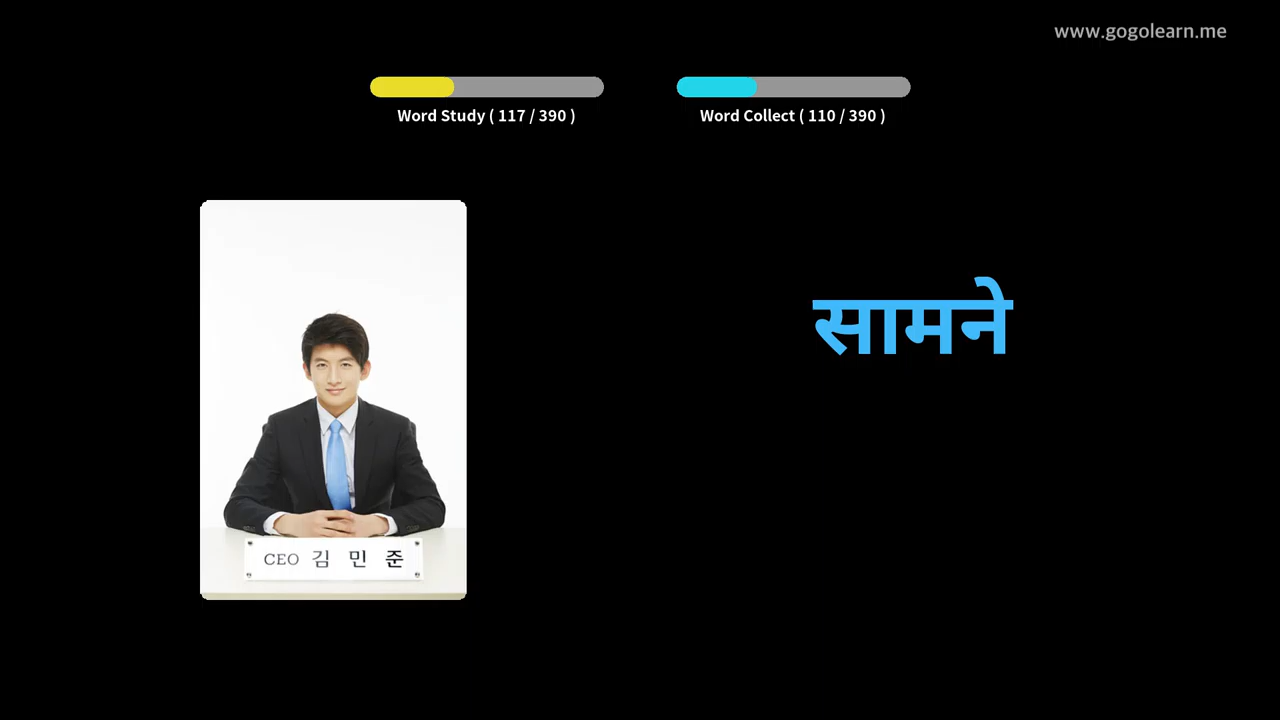 www.gogolearn.me
Word Study ( 117 / 390 )
Word Collect ( 110 / 390 )
सामने
CEO 김 민 준